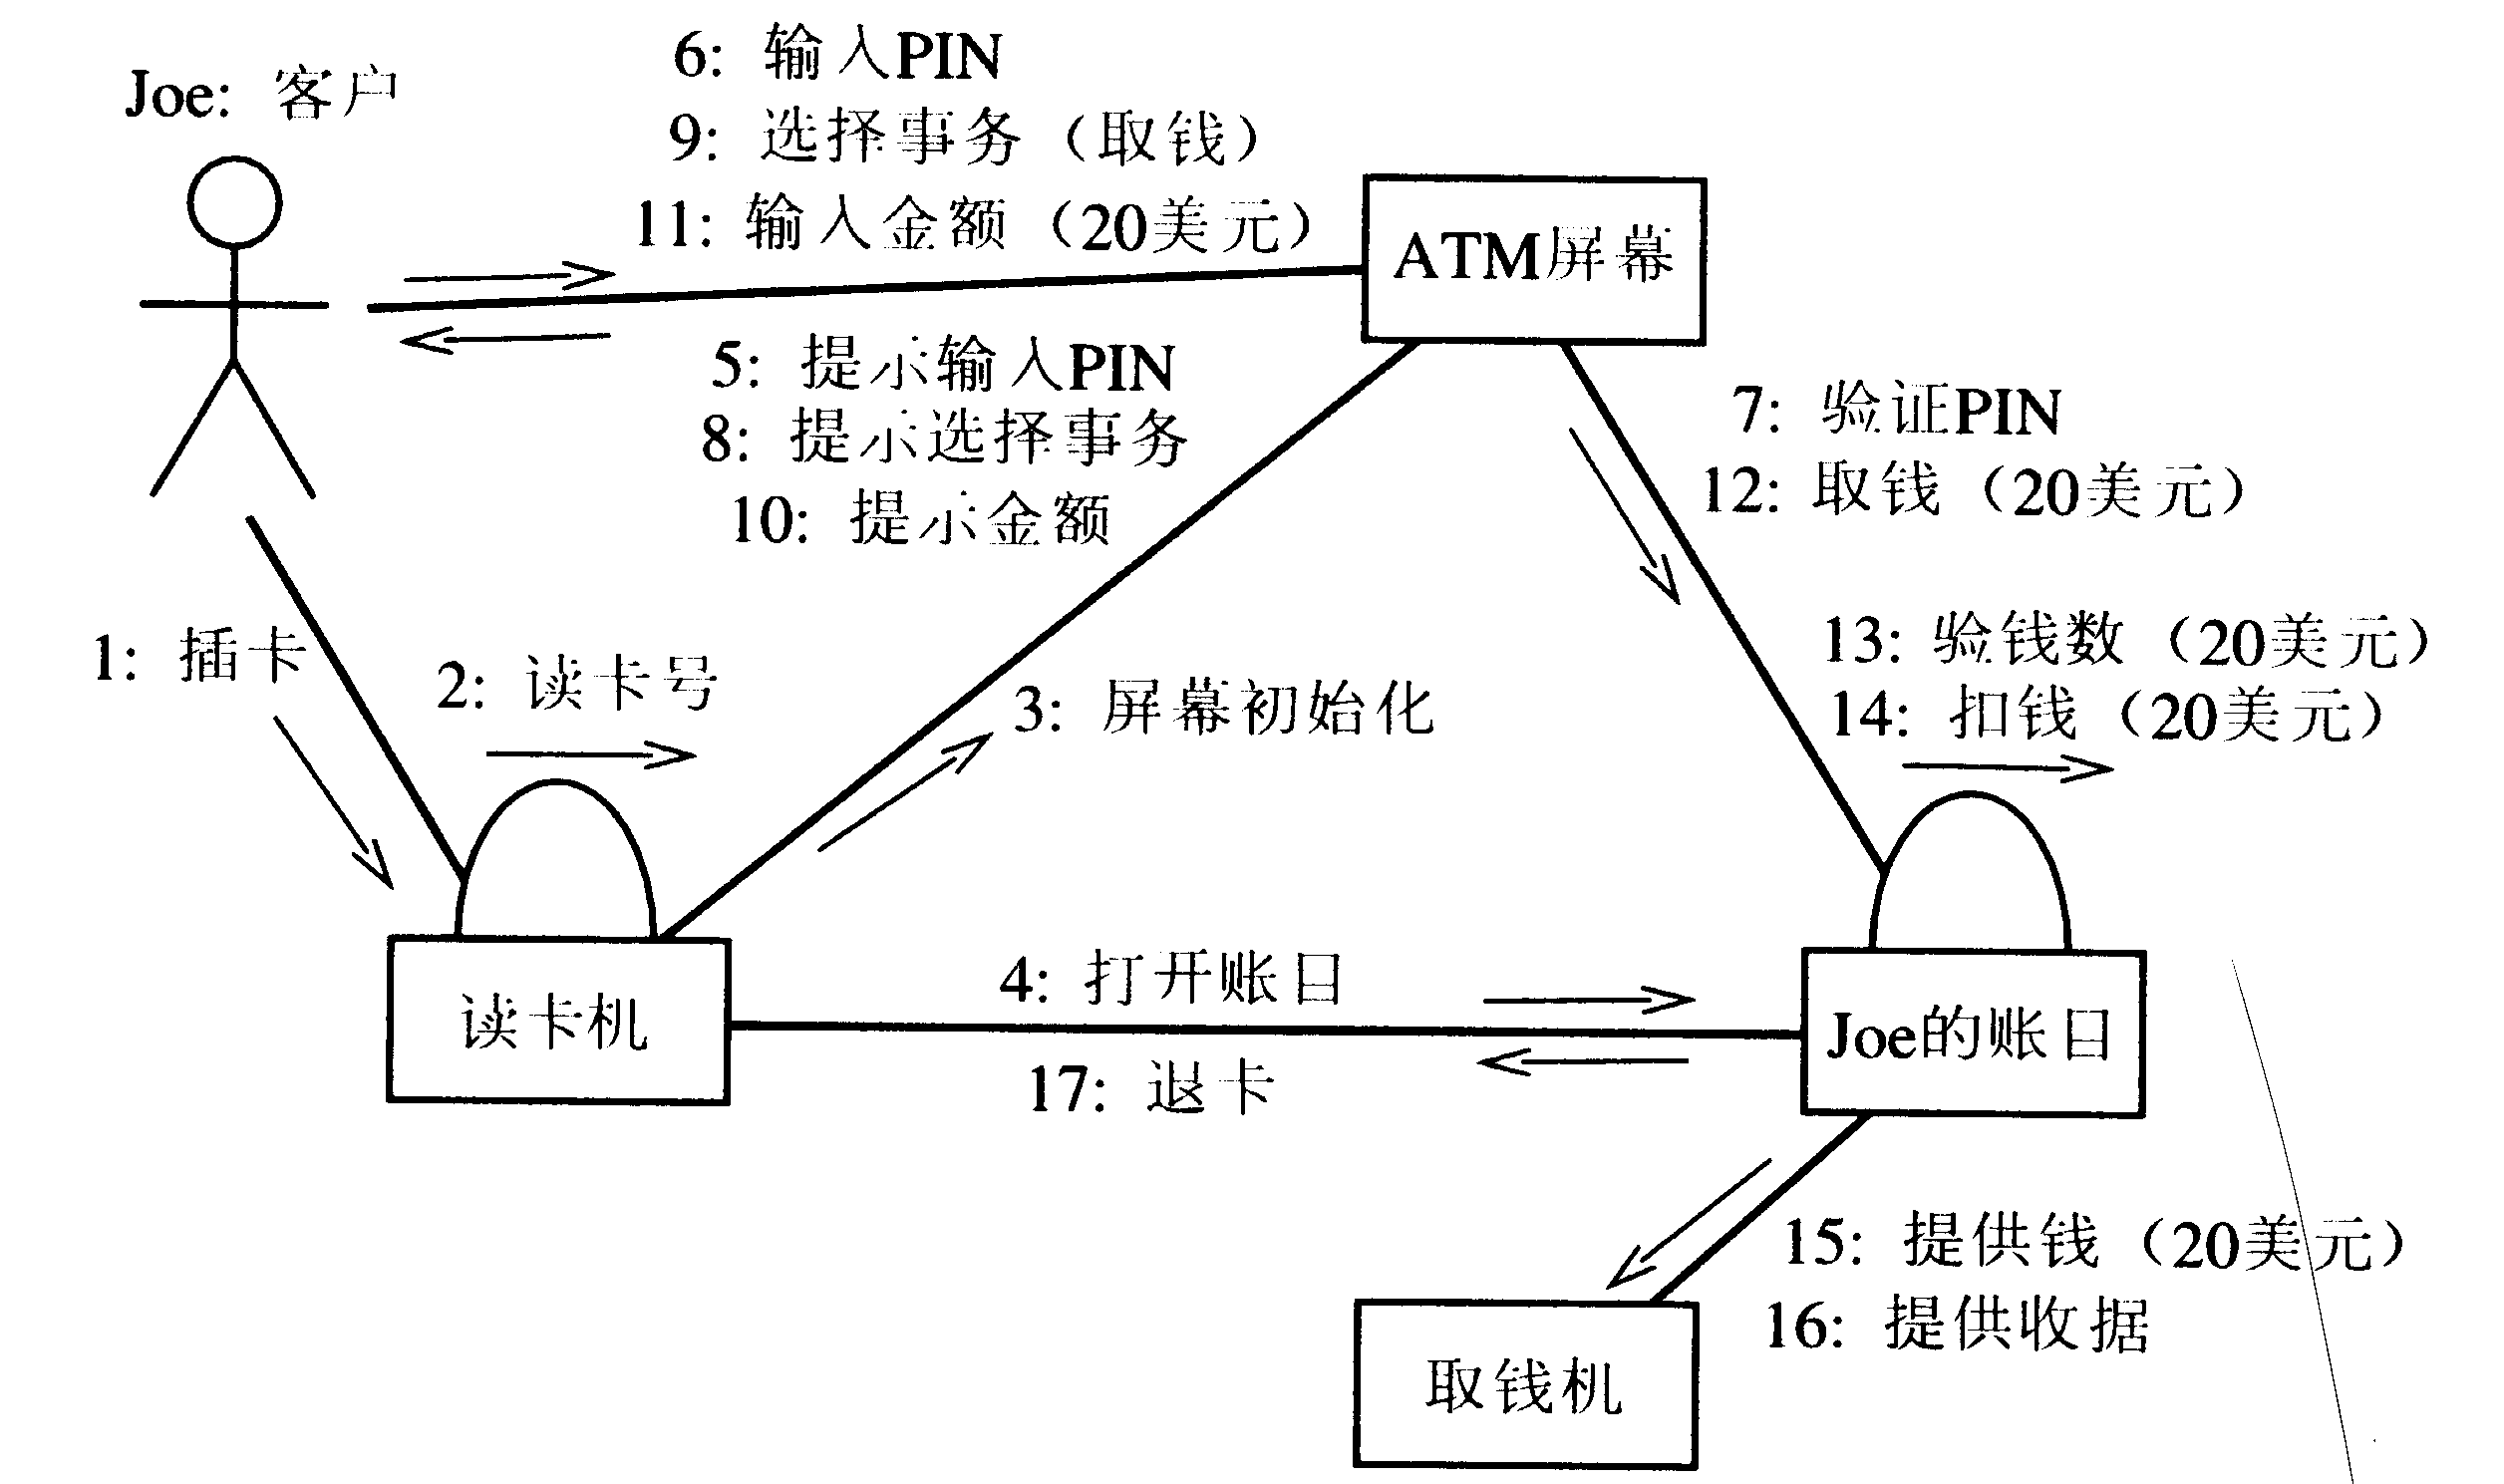 Joe: 客户
6: 输入PIN
9: 选择事务（取钱）
11: 输入金额（20美元）
ATM屏幕
5: 提示输入PIN
8: 提示选择事务
10: 提示金额
7: 验证PIN
12: 取钱（20美元）
1: 插卡
2: 读卡号
3: 屏幕初始化
13: 验钱数（20美元）
14: 扣钱（20美元）
读卡机
4: 打开账日
17: 退卡
Joe的账日
15: 提供钱（20美元）
16: 提供收据
取钱机